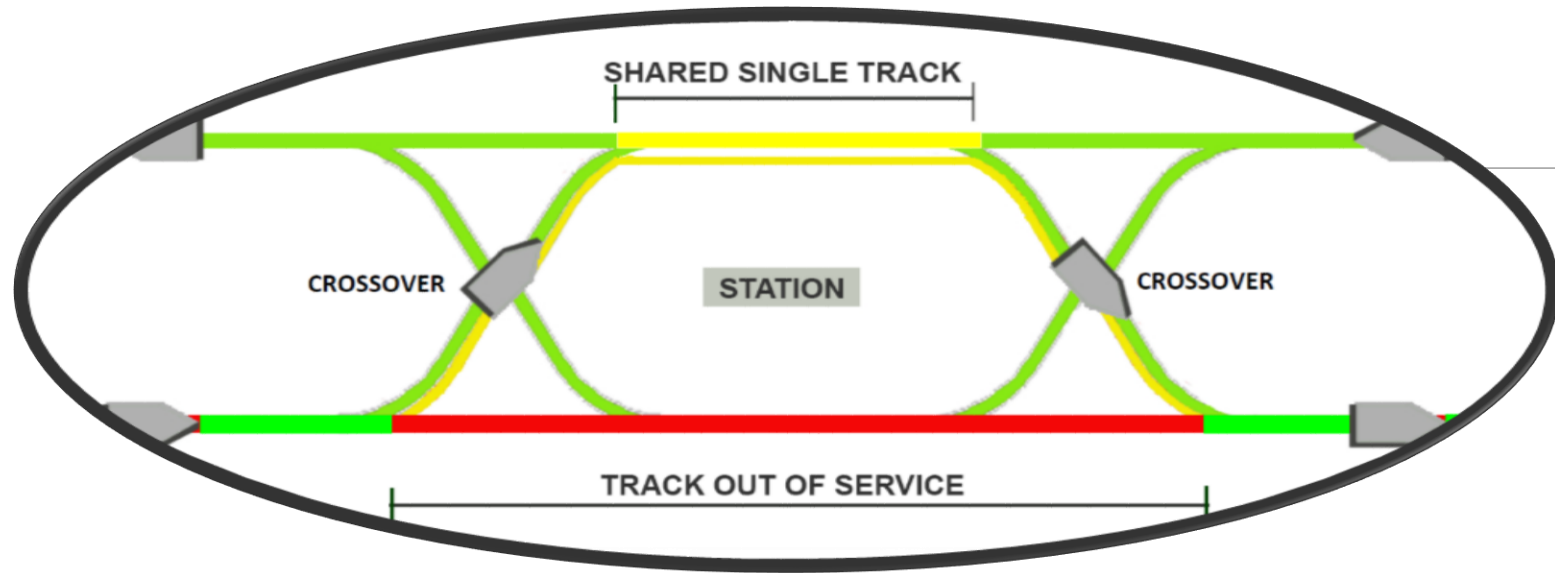 SHARED SINGLE TRACK
CROSSOVER
STATION
CROSSOVER
TRACK OUT OF SERVICE